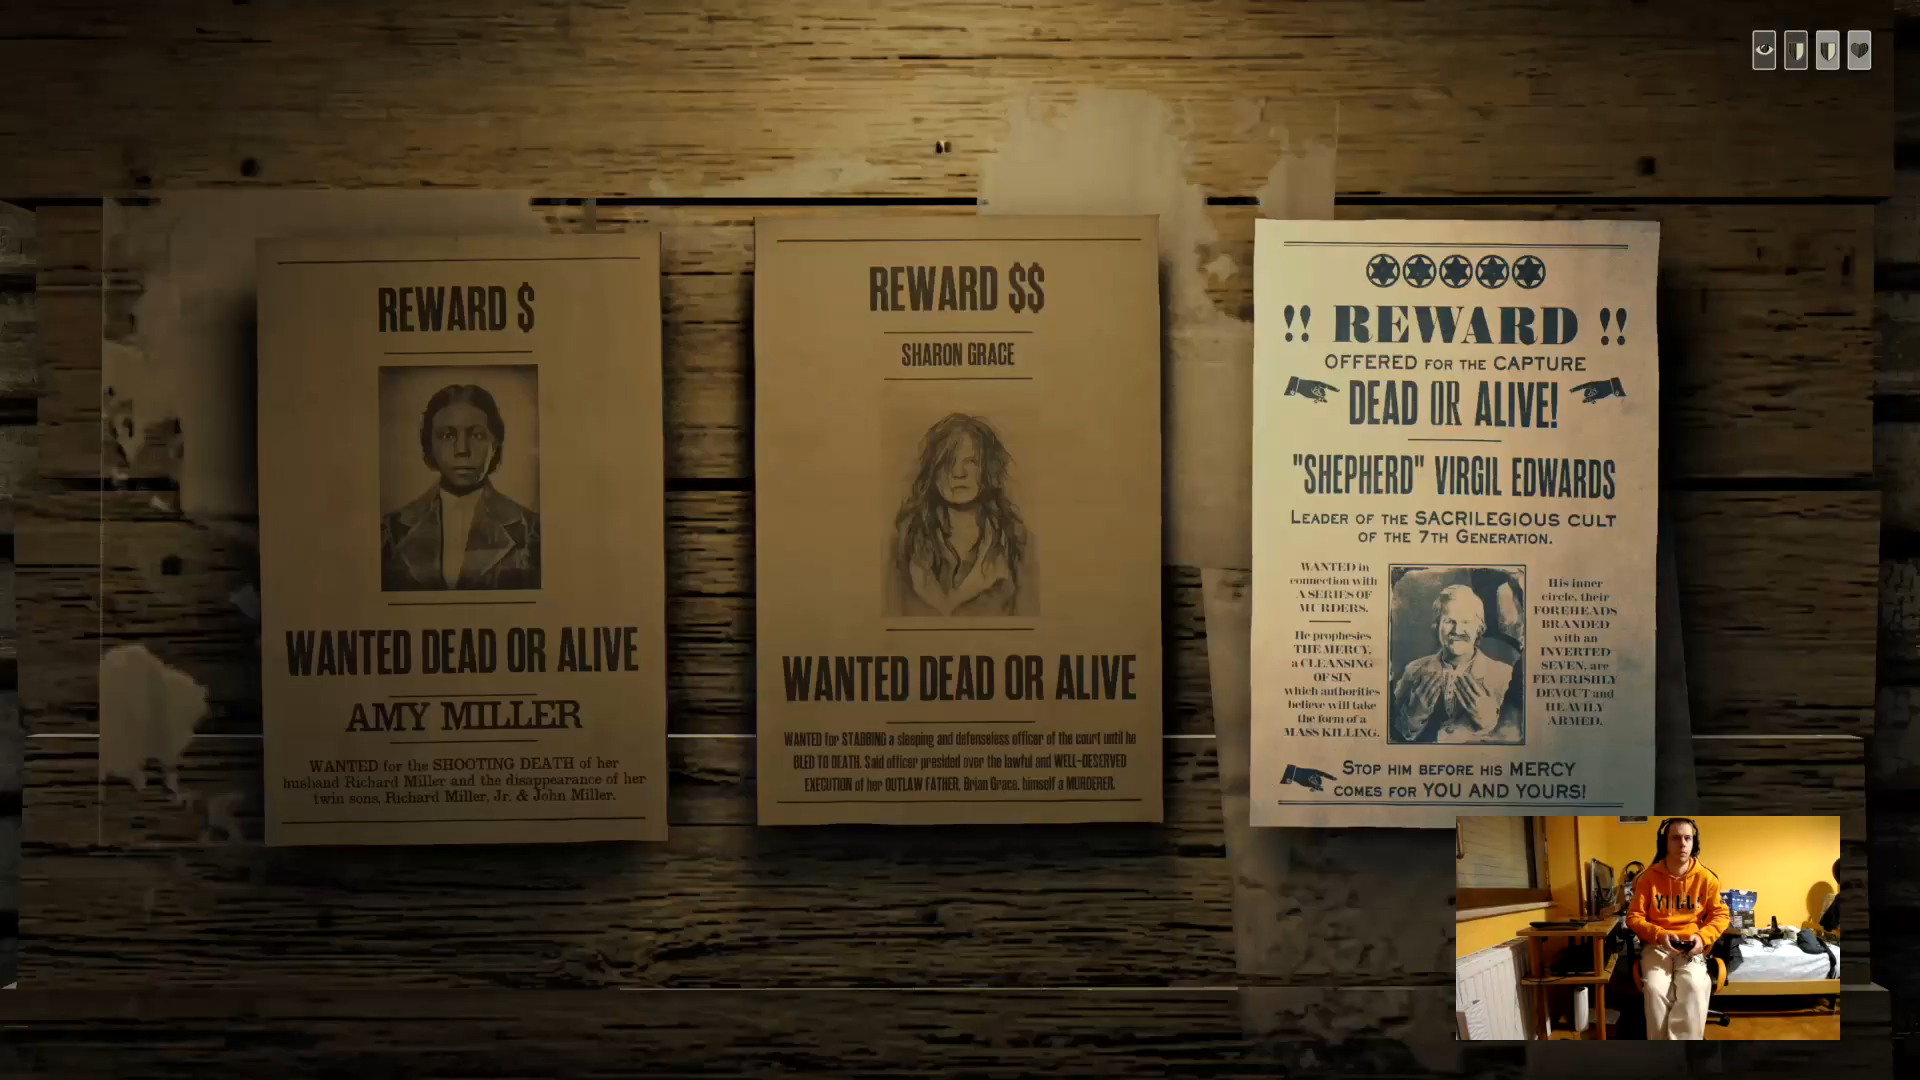 REWARD $
WANTED DEAD OR ALIVE
AMY MILLER
WANTED for the SHOOTING DEATH of her
husband Richard Miller and the disappearance of her
twin sons, Richard Miller, Jr. & John Miller.
REWARD $$
SHARON GRACE
WANTED DEAD OR ALIVE
WANTED for STABBING a sleeping and defenseless officer of the court until he
BLED TO DEATH. Said officer presided over the lawful and WELL-DESERVED
EXECUTION of her OUTLAW FATHER, Brian Grace, himself a MURDERER.
!! REWARD !!
OFFERED FOR THE CAPTURE
DEAD OR ALIVE!
"SHEPHERD" VIRGIL EDWARDS
LEADER OF THE SACRILEGIOUS CULT
OF THE 7TH GENERATION.
WANTED in
connection with
A SERIES OF
MURDERS.
He prophesies
THE MERCY,
a CLEANSING
OF SIN
which authorities
believe will take
the form of a
MASS KILLING.
His inner
circle, their
FOREHEADS
BRANDED
with an
INVERTED
SEVEN, are
FEVERISHLY
DEVOUT and
HEAVILY
ARMED.
STOP HIM BEFORE HIS MERCY
COMES FOR YOU AND YOURS!